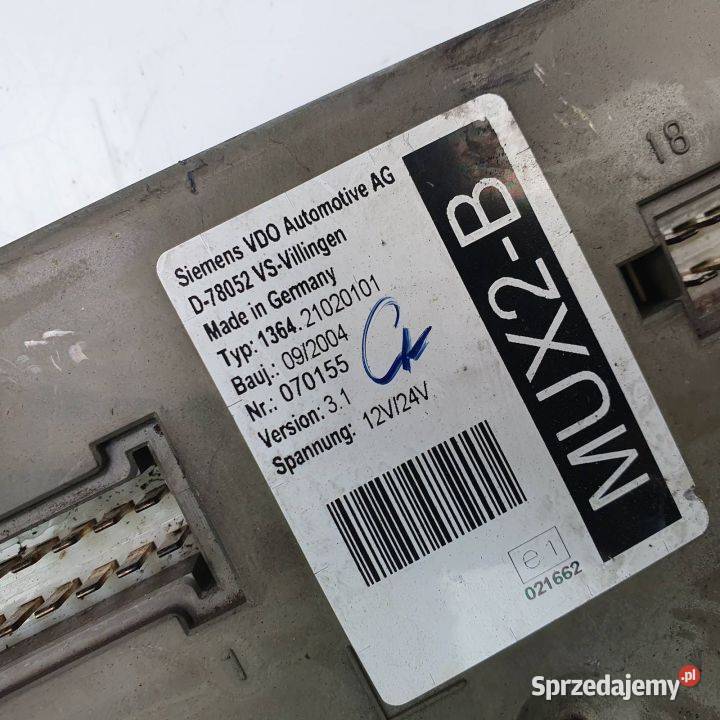 Siemens VDO Automotive AG
D-78052 VS-Villingen
Made in Germany
Typ: 1364.21020101
Bauj.: 09/2004
Nr.: 070155
Version: 3.1
Spannung: 12V/24V
MUX2-B
e1
021662
18
1
Sprzedajemy.pl